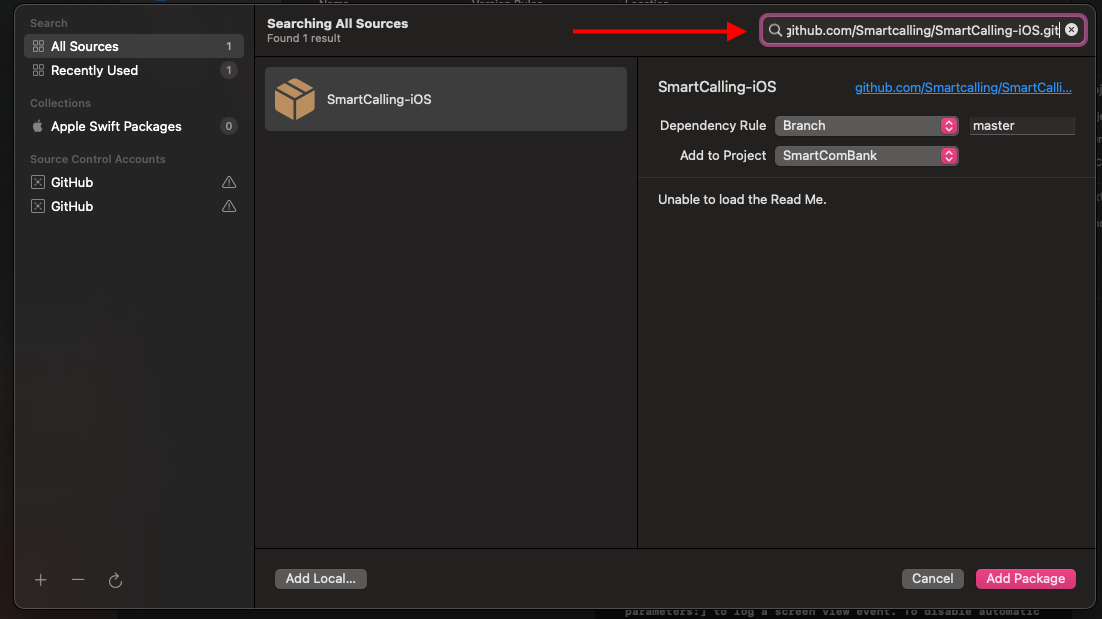 Search
All Sources 1
Recently Used 1
Collections
Apple Swift Packages 0
Source Control Accounts
GitHub
GitHub
Searching All Sources
Found 1 result
github.com/Smartcalling/SmartCalling-iOS.git
SmartCalling-iOS
SmartCalling-iOS github.com/Smartcalling/SmartCalli...
Dependency Rule Branch master
Add to Project SmartComBank
Unable to load the Read Me.
Add Local... Cancel Add Package
parameters:] to log a screen view event. To disable automatic